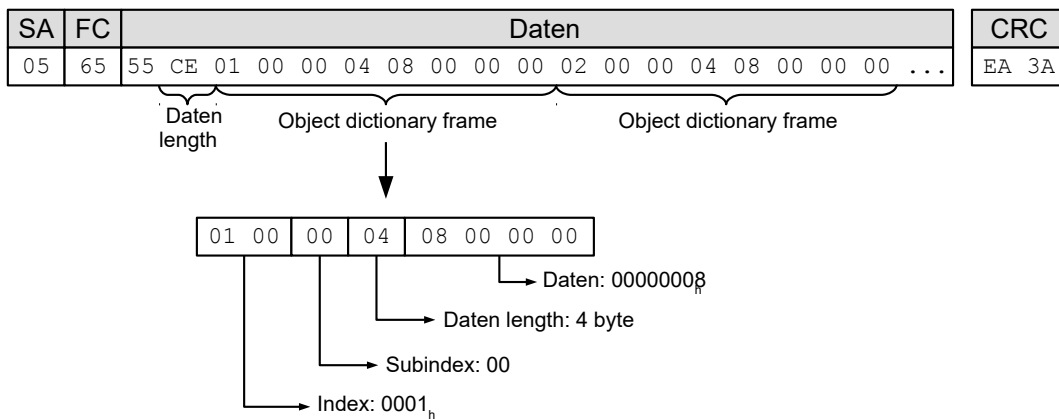 SA FC Daten CRC
05 65 55 CE 01 00 00 04 08 00 00 00 02 00 00 04 08 00 00 00 ... EA 3A
Daten length
Object dictionary frame
Object dictionary frame
01 00 00 04 08 00 00 00
Daten: 00000008h
Daten length: 4 byte
Subindex: 00
Index: 0001h